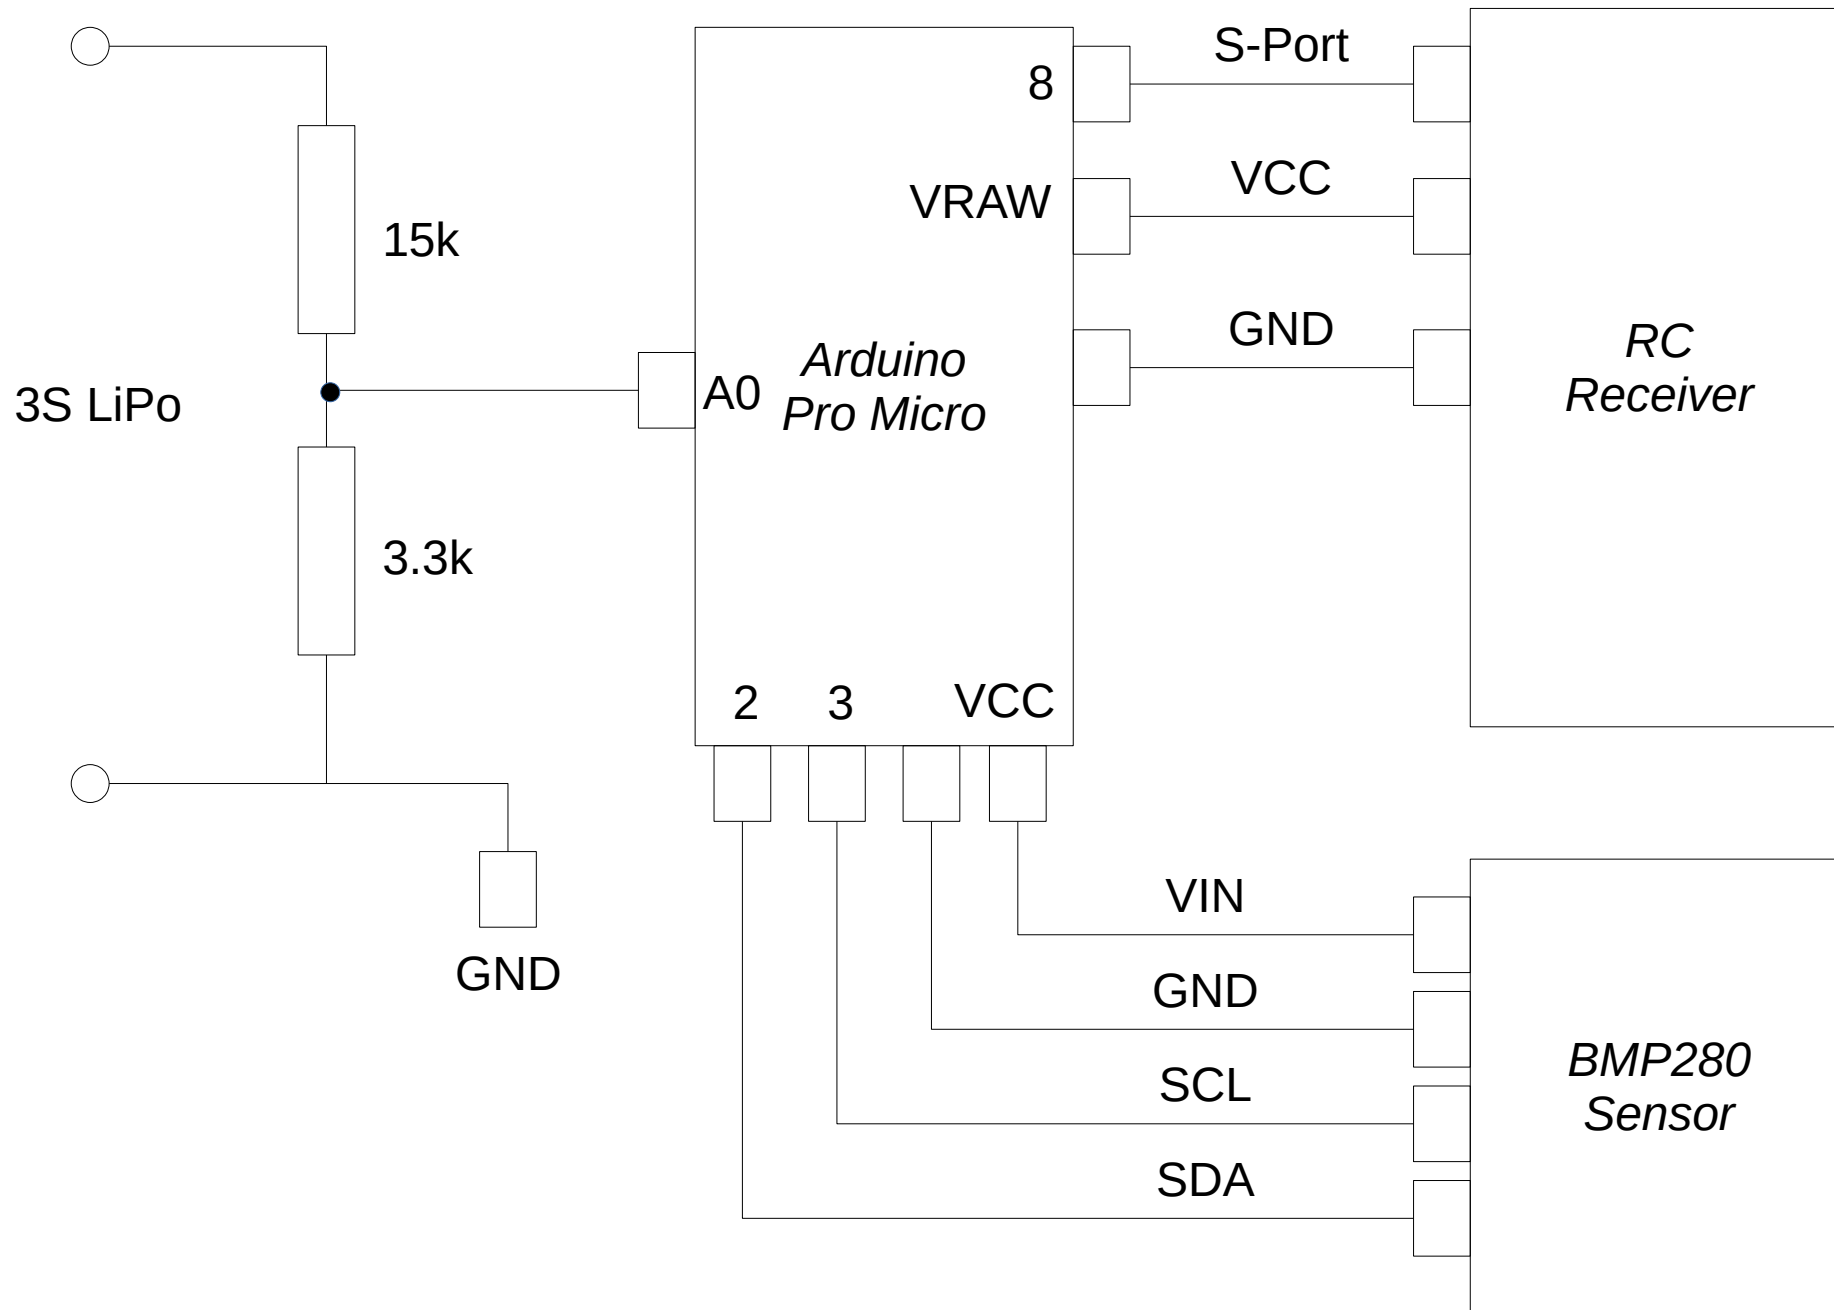 S-Port
8
VCC
VRAW
15k
GND
RC
Receiver
Arduino
Pro Micro
A0
3S LiPo
3.3k
2
3
VCC
VIN
GND
GND
BMP280
Sensor
SCL
SDA